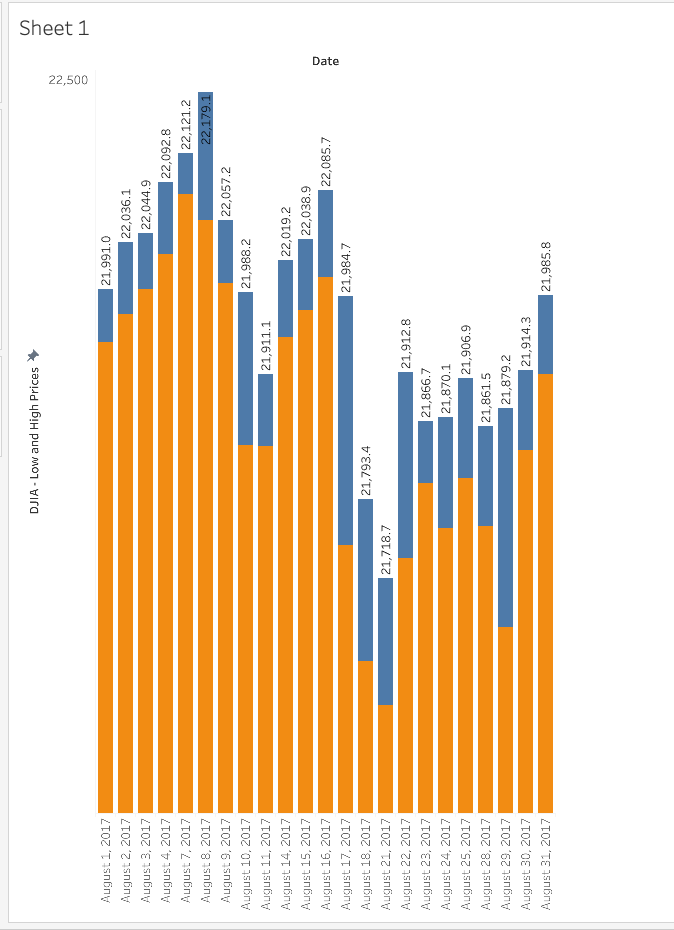 Sheet 1
Date
22,500
DJIA - Low and High Prices
21,991.0
22,036.1
22,044.9
22,092.8
22,121.2
22,179.1
22,057.2
21,988.2
21,911.1
22,019.2
22,038.9
22,085.7
21,984.7
21,793.4
21,718.7
21,912.8
21,866.7
21,870.1
21,906.9
21,861.5
21,879.2
21,914.3
21,985.8
August 1, 2017
August 2, 2017
August 3, 2017
August 4, 2017
August 7, 2017
August 8, 2017
August 9, 2017
August 10, 2017
August 11, 2017
August 14, 2017
August 15, 2017
August 16, 2017
August 17, 2017
August 18, 2017
August 21, 2017
August 22, 2017
August 23, 2017
August 24, 2017
August 25, 2017
August 28, 2017
August 29, 2017
August 30, 2017
August 31, 2017